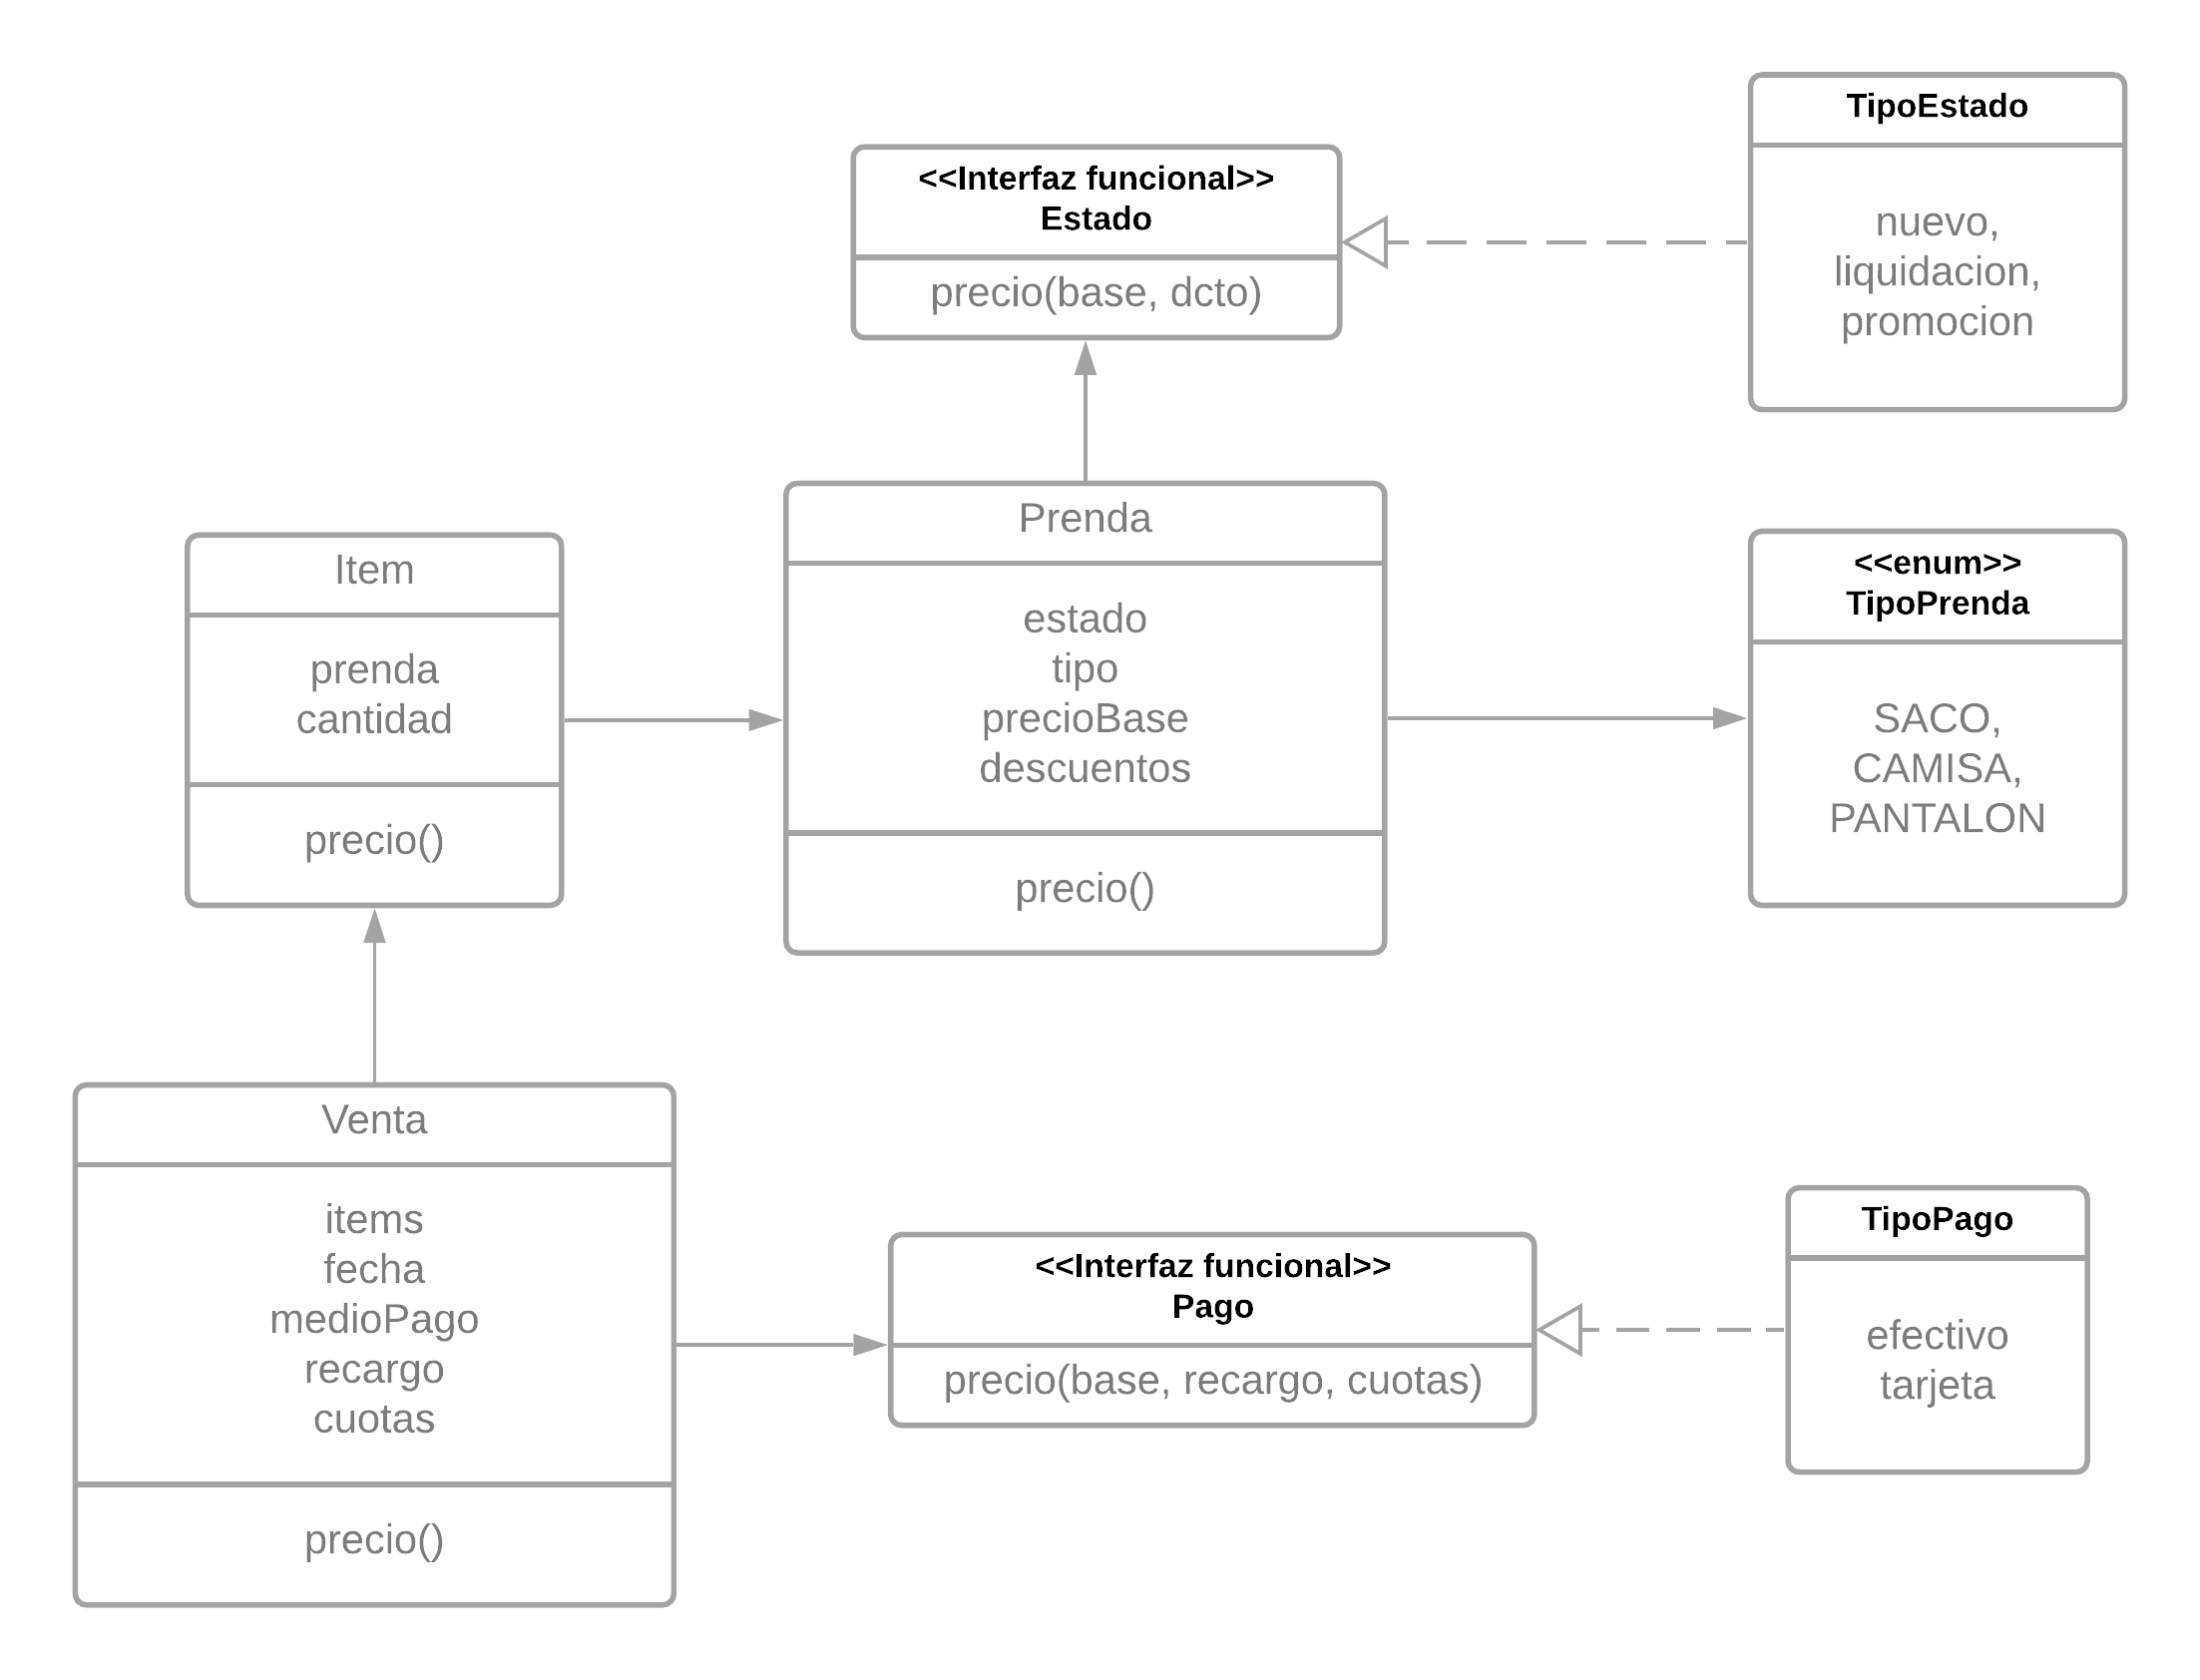 TipoEstado
nuevo,
liquidacion,
promocion
<<Interfaz funcional>>
Estado
precio(base, dcto)
Prenda
estado
tipo
precioBase
descuentos
precio()
Item
prenda
cantidad
precio()
<<enum>>
TipoPrenda
SACO,
CAMISA,
PANTALON
Venta
items
fecha
medioPago
recargo
cuotas
precio()
<<Interfaz funcional>>
Pago
precio(base, recargo, cuotas)
TipoPago
efectivo
tarjeta